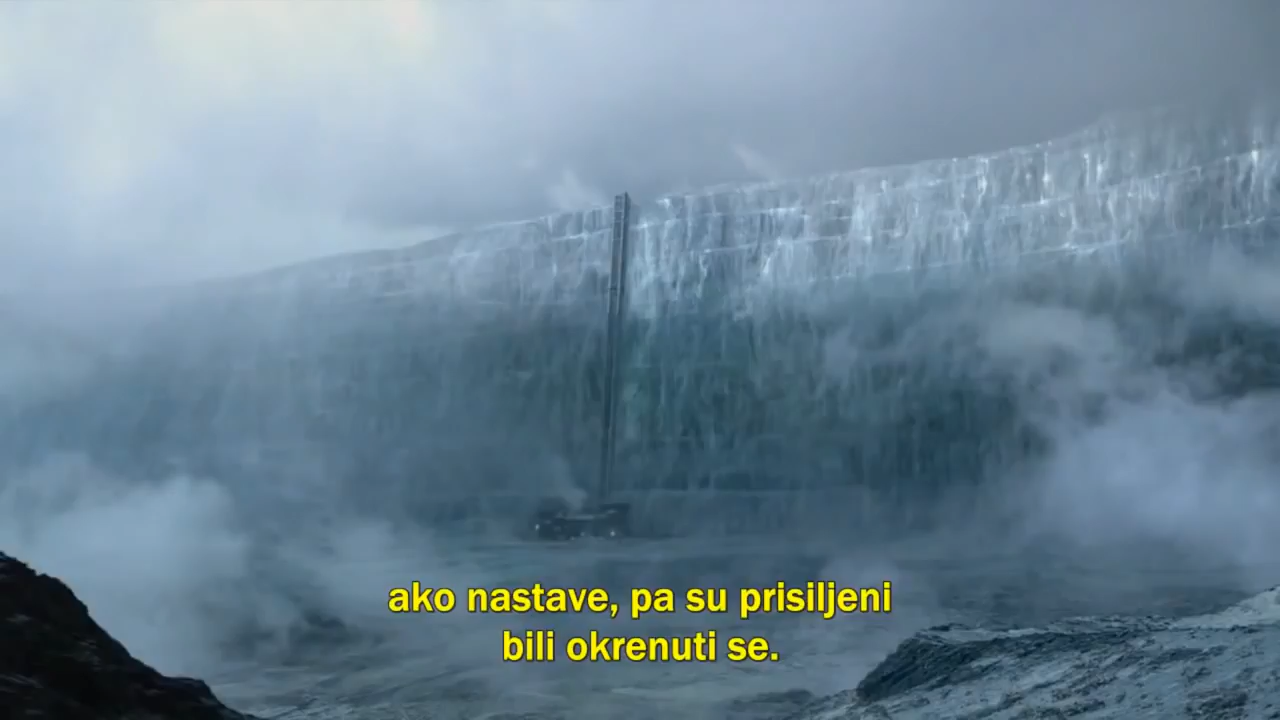 ako nastave, pa su prisiljeni
bili okrenuti se.